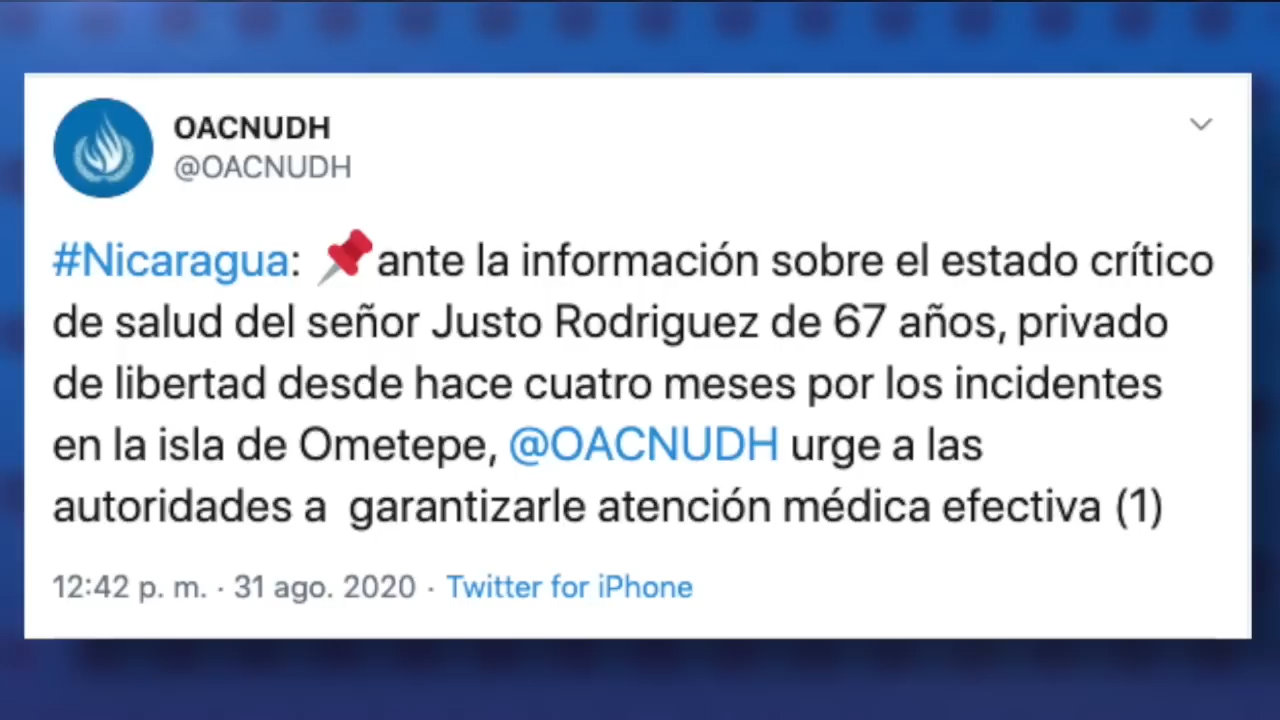 OACNUDH
@OACNUDH
#Nicaragua: 📌ante la información sobre el estado crítico
de salud del señor Justo Rodriguez de 67 años, privado
de libertad desde hace cuatro meses por los incidentes
en la isla de Ometepe, @OACNUDH urge a las
autoridades a  garantizarle atención médica efectiva (1)
12:42 p. m. · 31 ago. 2020 · Twitter for iPhone